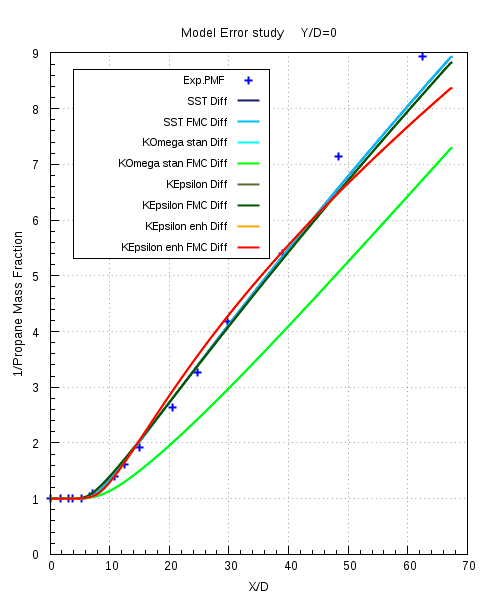 Model Error study Y/D=0
1/Propane Mass Fraction
9
8
7
6
5
4
3
2
1
0
Exp.PMF
SST Diff
SST FMC Diff
KOmega stan Diff
KOmega stan FMC Diff
KEpsilon Diff
KEpsilon FMC Diff
KEpsilon enh Diff
KEpsilon enh FMC Diff
0 10 20 30 40 50 60 70
X/D